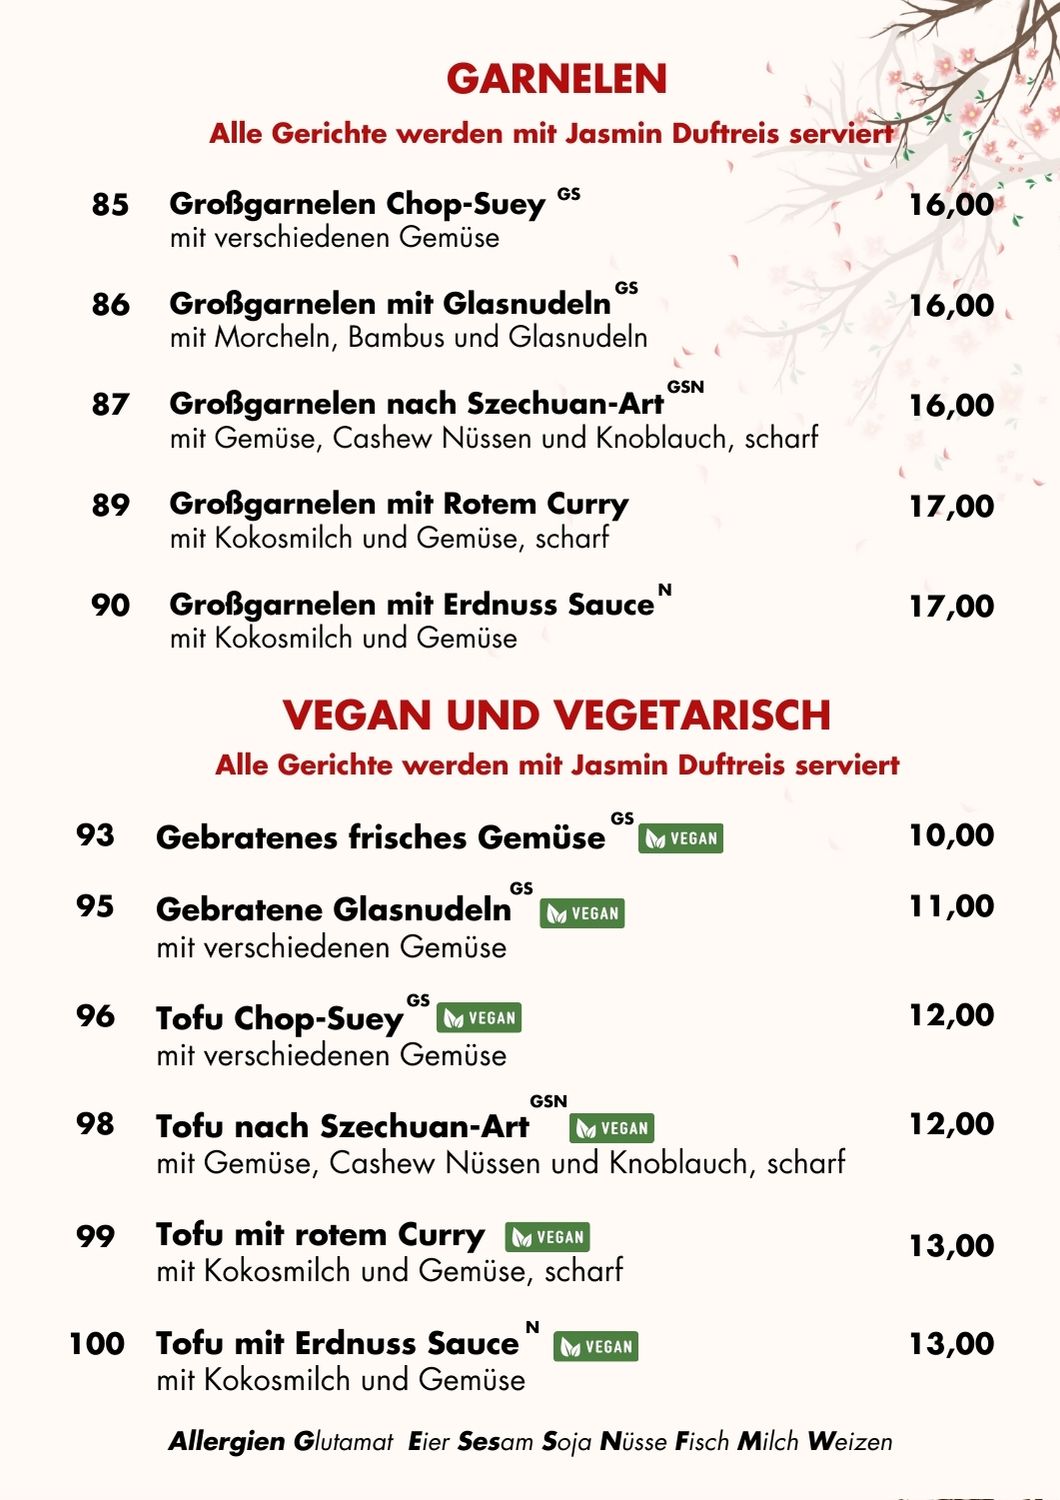 GARNELEN
Alle Gerichte werden mit Jasmin Duftreis serviert
85 Großgarnelen Chop-Suey GS 16,00
mit verschiedenen Gemüse
86 Großgarnelen mit Glasnudeln GS 16,00
mit Morcheln, Bambus und Glasnudeln
87 Großgarnelen nach Szechuan-Art GSN 16,00
mit Gemüse, Cashew Nüssen und Knoblauch, scharf
89 Großgarnelen mit Rotem Curry 17,00
mit Kokosmilch und Gemüse, scharf
90 Großgarnelen mit Erdnuss Sauce N 17,00
mit Kokosmilch und Gemüse
VEGAN UND VEGETARISCH
Alle Gerichte werden mit Jasmin Duftreis serviert
93 Gebratenes frisches Gemüse GS VEGAN 10,00
95 Gebratene Glasnudeln GS VEGAN 11,00
mit verschiedenen Gemüse
96 Tofu Chop-Suey GS VEGAN 12,00
mit verschiedenen Gemüse
98 Tofu nach Szechuan-Art GSN VEGAN 12,00
mit Gemüse, Cashew Nüssen und Knoblauch, scharf
99 Tofu mit rotem Curry VEGAN 13,00
mit Kokosmilch und Gemüse, scharf
100 Tofu mit Erdnuss Sauce N VEGAN 13,00
mit Kokosmilch und Gemüse
Allergien Glutamat Eier Sesam Soja Nüsse Fisch Milch Weizen